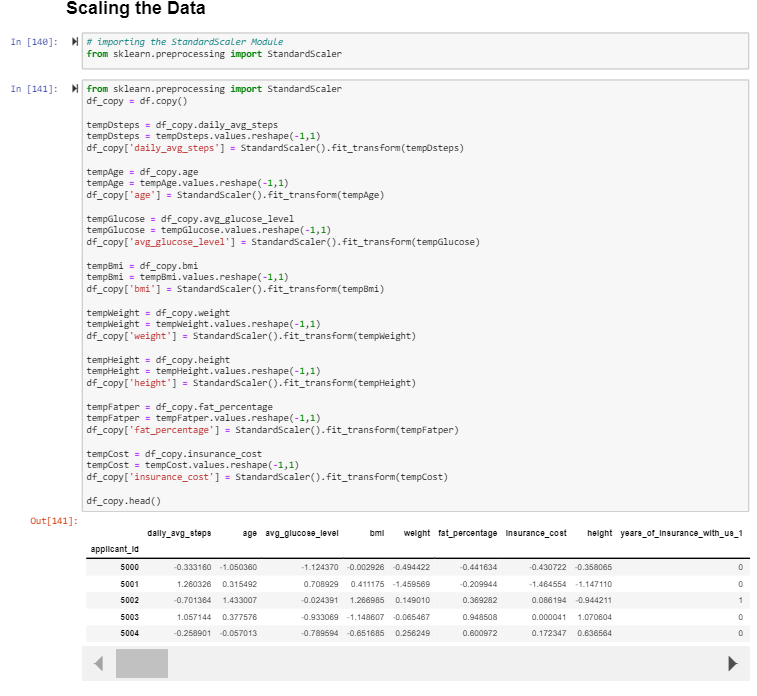 Scaling the Data
In [140]:
# importing the StandardScaler Module
from sklearn.preprocessing import StandardScaler
In [141]:
from sklearn.preprocessing import StandardScaler
df_copy = df.copy()
tempDsteps = df_copy.daily_avg_steps
tempDsteps = tempDsteps.values.reshape(-1,1)
df_copy['daily_avg_steps'] = StandardScaler().fit_transform(tempDsteps)
tempAge = df_copy.age
tempAge = tempAge.values.reshape(-1,1)
df_copy['age'] = StandardScaler().fit_transform(tempAge)
tempGlucose = df_copy.avg_glucose_level
tempGlucose = tempGlucose.values.reshape(-1,1)
df_copy['avg_glucose_level'] = StandardScaler().fit_transform(tempGlucose)
tempBmi = df_copy.bmi
tempBmi = tempBmi.values.reshape(-1,1)
df_copy['bmi'] = StandardScaler().fit_transform(tempBmi)
tempWeight = df_copy.weight
tempWeight = tempWeight.values.reshape(-1,1)
df_copy['weight'] = StandardScaler().fit_transform(tempWeight)
tempHeight = df_copy.height
tempHeight = tempHeight.values.reshape(-1,1)
df_copy['height'] = StandardScaler().fit_transform(tempHeight)
tempFatper = df_copy.fat_percentage
tempFatper = tempFatper.values.reshape(-1,1)
df_copy['fat_percentage'] = StandardScaler().fit_transform(tempFatper)
tempCost = df_copy.insurance_cost
tempCost = tempCost.values.reshape(-1,1)
df_copy['insurance_cost'] = StandardScaler().fit_transform(tempCost)
df_copy.head()
Out[141]:
daily_avg_steps age avg_glucose_level bmi weight fat_percentage insurance_cost height years_of_insurance_with_us_1
applicant_id
5000 -0.333160 -1.050360 -1.124370 -0.002926 -0.494422 -0.441634 -0.430722 -0.358065 0
5001 1.260326 0.315492 0.708929 0.411175 -1.459569 -0.209944 -1.464554 -1.147110 0
5002 -0.701364 1.433007 -0.024391 1.266985 0.149010 0.369282 0.086194 -0.944211 1
5003 1.057144 0.377576 -0.933069 -1.148607 -0.065467 0.948508 0.000041 1.070604 0
5004 -0.258901 -0.057013 -0.789594 -0.651685 0.256249 0.600972 0.172347 0.636564 0